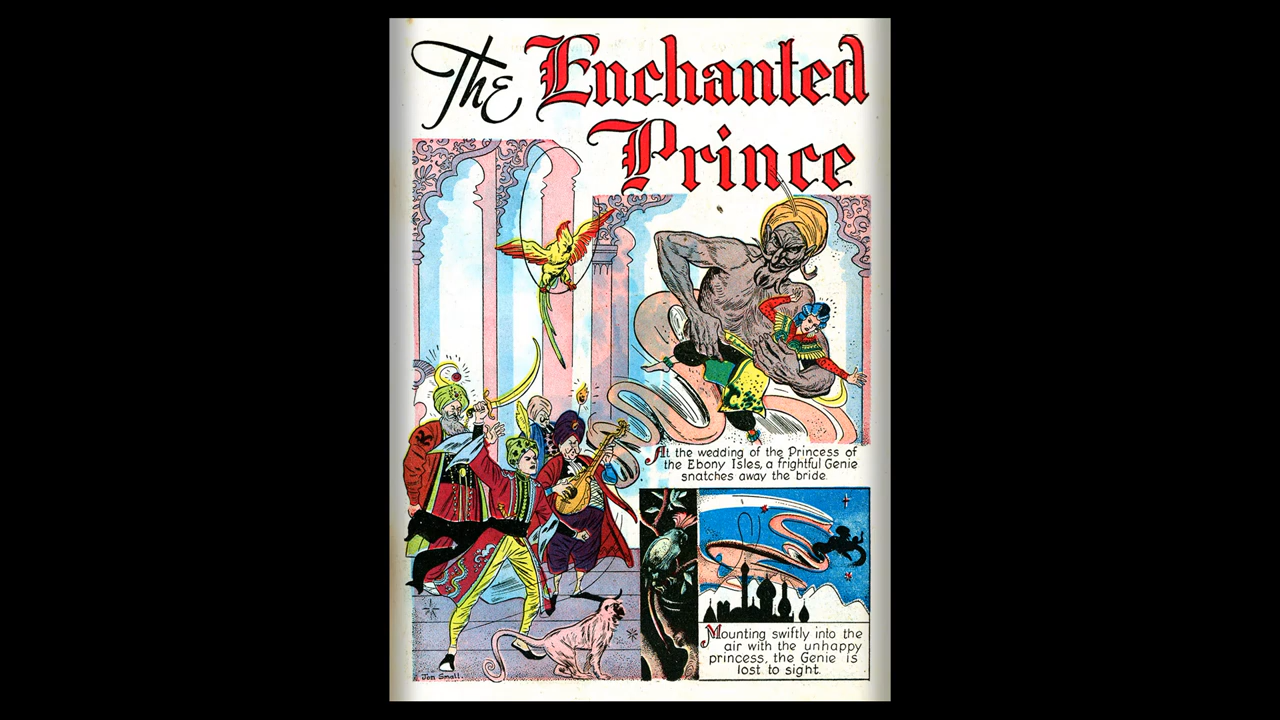 The Enchanted
Prince
At the wedding of the Princess of
the Ebony Isles, a frightful Genie
snatches away the bride.
Mounting swiftly into the
air with the unhappy
princess, the Genie is
lost to sight.
Jon Small.